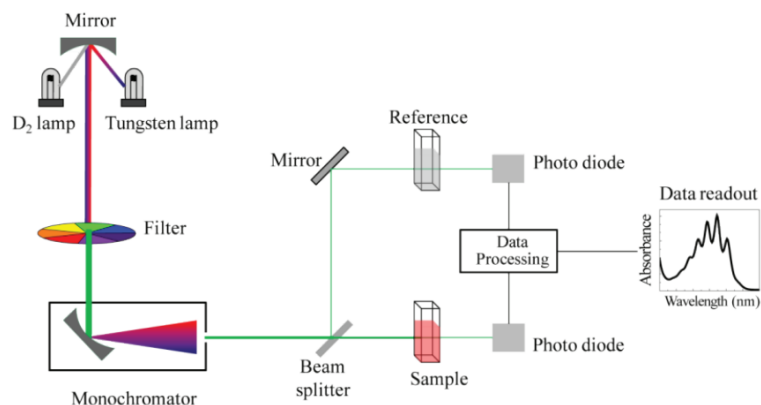 Mirror
D₂ lamp
Tungsten lamp
Filter
Monochromator
Mirror
Beam
splitter
Reference
Sample
Photo diode
Data
Processing
Photo diode
Data readout
Absorbance
Wavelength (nm)